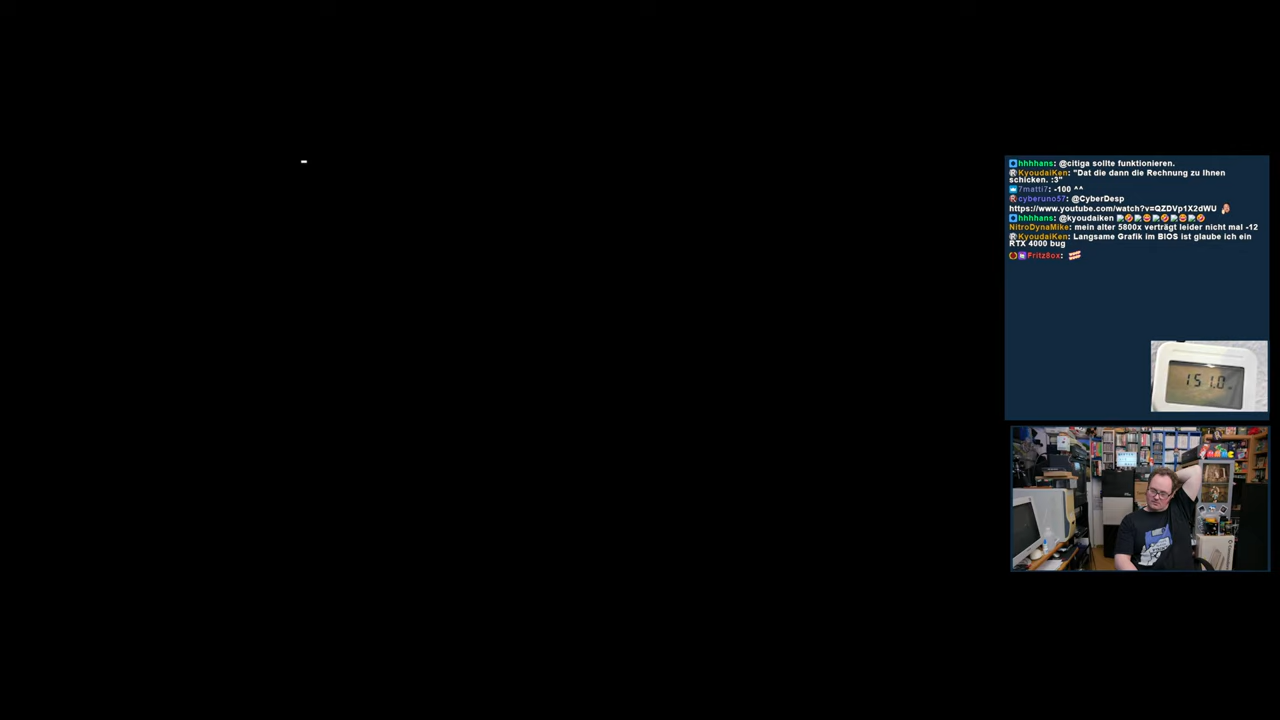 -
hhhhans: @citiga sollte funktionieren.
KyoudaiKen: "Dat die dann die Rechnung zu Ihnen
schicken. :3"
7matti7: -100 ^^
cyberuno57: @CyberDesp
https://www.youtube.com/watch?v=QZDVp1X2dWU
hhhhans: @kyoudaiken
NitroDynaMike: mein alter 5800x verträgt leider nicht mal -12
KyoudaiKen: Langsame Grafik im BIOS ist glaube ich ein
RTX 4000 bug
Fritz8ox:
151.0